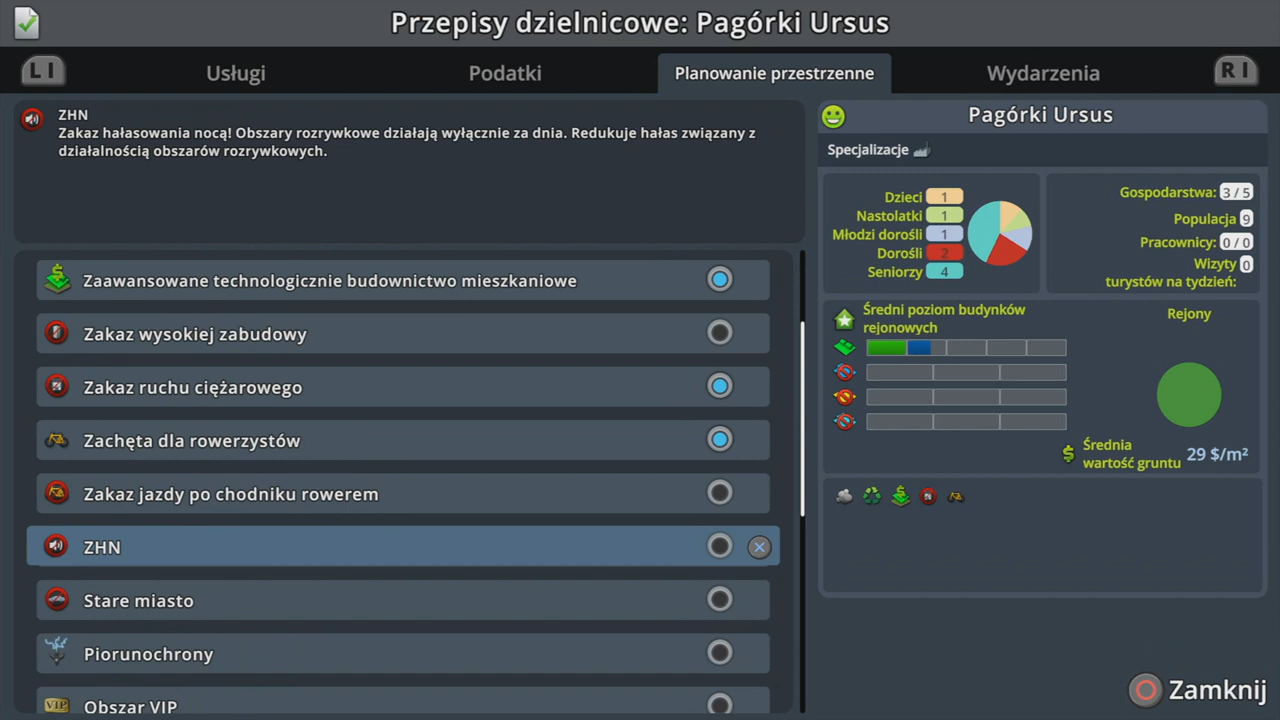 Przepisy dzielnicowe: Pagórki Ursus
L1
Usługi
Podatki
Planowanie przestrzenne
Wydarzenia
R1
ZHN
Zakaz hałasowania nocą! Obszary rozrywkowe działają wyłącznie za dnia. Redukuje hałas związany z
działalnością obszarów rozrywkowych.
Zaawansowane technologicznie budownictwo mieszkaniowe
Zakaz wysokiej zabudowy
Zakaz ruchu ciężarowego
Zachęta dla rowerzystów
Zakaz jazdy po chodniku rowerem
ZHN
Stare miasto
Piorunochrony
VIP Obszar VIP
Pagórki Ursus
Specjalizacje
Dzieci 1
Nastolatki 1
Młodzi dorośli 1
Dorośli 2
Seniorzy 4
Gospodarstwa: 3 / 5
Populacja 9
Pracownicy: 0 / 0
Wizyty 0
turystów na tydzień:
Średni poziom budynków
rejonowych
Rejony
Średnia
wartość gruntu 29 $/m²
Zamknij